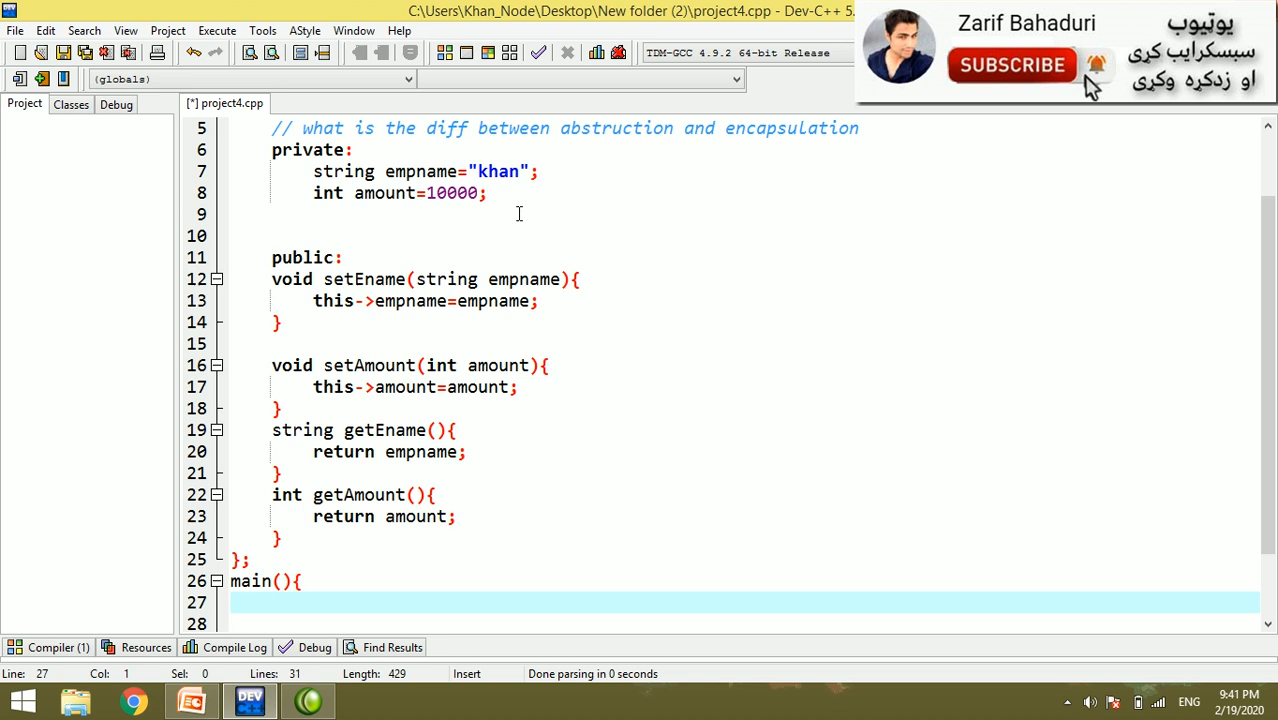 C:\Users\Khan_Node\Desktop\New folder (2)\project4.cpp - Dev-C++ 5.
File Edit Search View Project Execute Tools AStyle Window Help
TDM-GCC 4.9.2 64-bit Release
(globals)
Project Classes Debug
[*] project4.cpp
Zarif Bahaduri
SUBSCRIBE
یوټیوب
سبسکرایب کړی
او زدکړه وکړی
5 // what is the diff between abstruction and encapsulation
6 private:
7 string empname="khan";
8 int amount=10000;
9
10
11 public:
12 void setEname(string empname){
13 this->empname=empname;
14 }
15
16 void setAmount(int amount){
17 this->amount=amount;
18 }
19 string getEname(){
20 return empname;
21 }
22 int getAmount(){
23 return amount;
24 }
25 };
26 main(){
27
28
Compiler (1) Resources Compile Log Debug Find Results
Line: 27 Col: 1 Sel: 0 Lines: 31 Length: 429 Insert Done parsing in 0 seconds
DEV
ENG
9:41 PM
2/19/2020